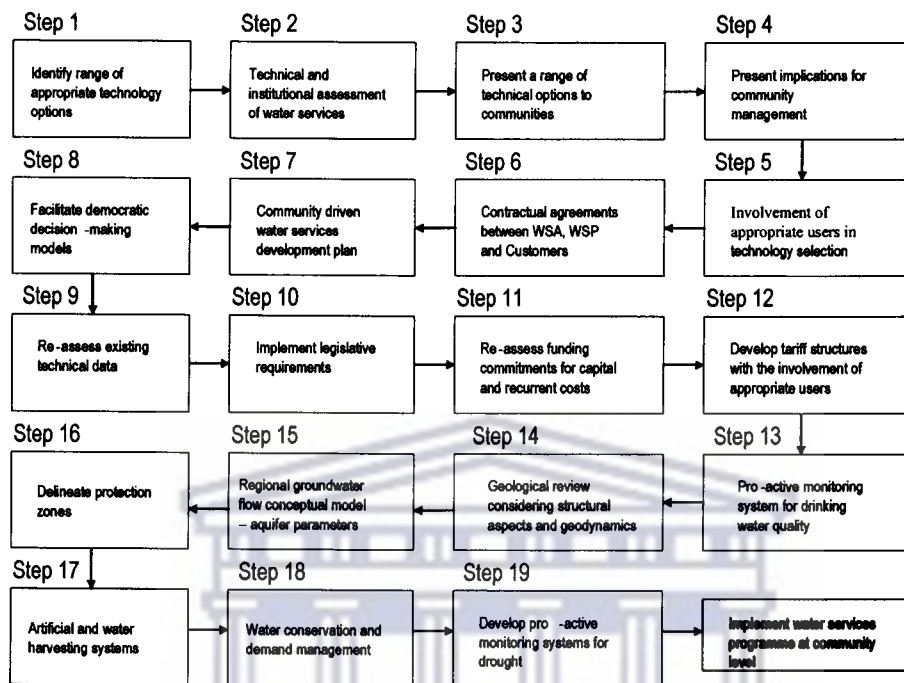 Step 1
Identify range of
appropriate technology
options
Step 2
Technical and
institutional assessment
of water services
Step 3
Present a range of
technical options to
communities
Step 4
Present implications for
community
management
Step 5
Involvement of
appropriate users in
technology selection
Step 6
Contractual agreements
between WSA, WSP
and Customers
Step 7
Community driven
water services
development plan
Step 8
Facilitate democratic
decision -making
models
Step 9
Re-assess existing
technical data
Step 10
Implement legislative
requirements
Step 11
Re-assess funding
commitments for capital
and recurrent costs
Step 12
Develop tariff structures
with the involvement of
appropriate users
Step 13
Pro-active monitoring
system for drinking
water quality
Step 14
Geological review
considering structural
aspects and geodynamics
Step 15
Regional groundwater
flow conceptual model
– aquifer parameters
Step 16
Delineate protection
zones
Step 17
Artificial and water
harvesting systems
Step 18
Water conservation and
demand management
Step 19
Develop pro -active
monitoring systems for
drought
Implement water services
programme at community
level